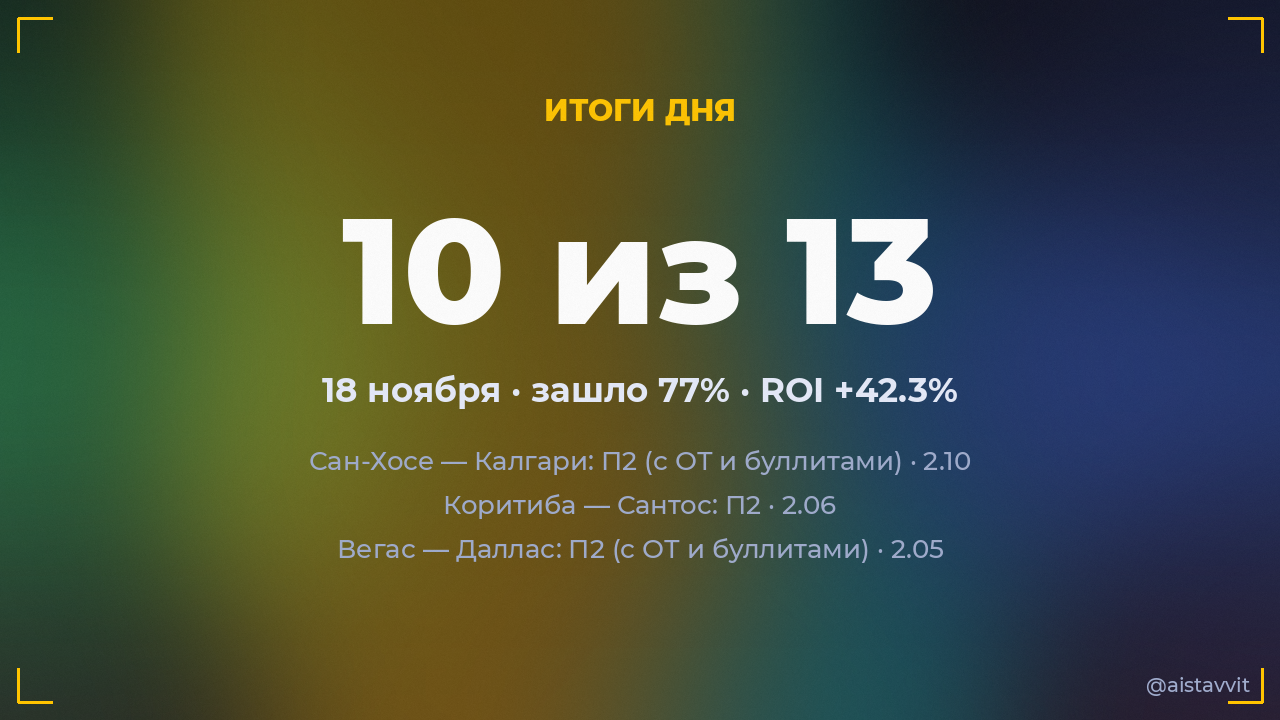 ИТОГИ ДНЯ
10 из 13
18 ноября · зашло 77% · ROI +42.3%
Сан-Хосе — Калгари: П2 (с ОТ и буллитами) · 2.10
Коритиба — Сантос: П2 · 2.06
Вегас — Даллас: П2 (с ОТ и буллитами) · 2.05
@aistavvit